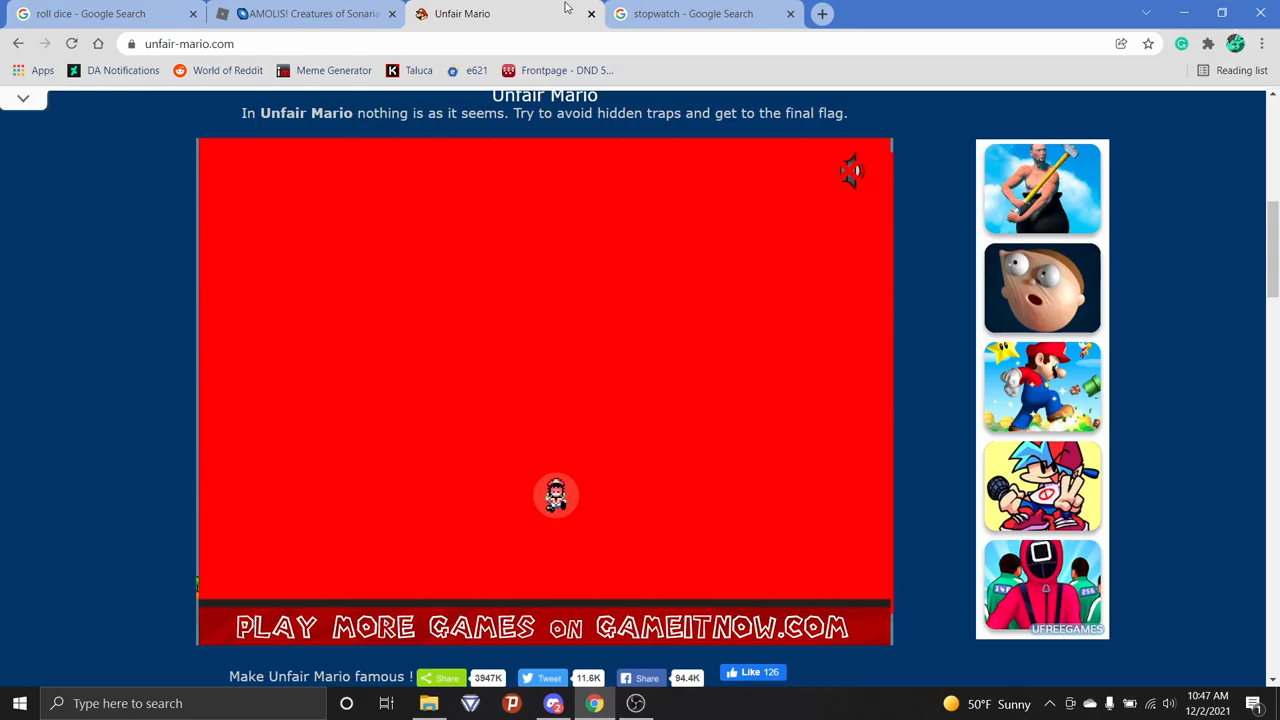 roll dice - Google Search
AMOLIS! Creatures of Sonaria
Unfair Mario
stopwatch - Google Search
unfair-mario.com
Apps
DA Notifications
World of Reddit
Meme Generator
Taluca
e621
Frontpage - DND 5...
Reading list
Unfair Mario
In Unfair Mario nothing is as it seems. Try to avoid hidden traps and get to the final flag.
UFREEGAMES
PLAY MORE GAMES ON GAMEITNOW.COM
Make Unfair Mario famous ! Share 3947K Tweet 11.6K Share 94.4K Like 126
Type here to search
50°F Sunny
10:47 AM
12/2/2021